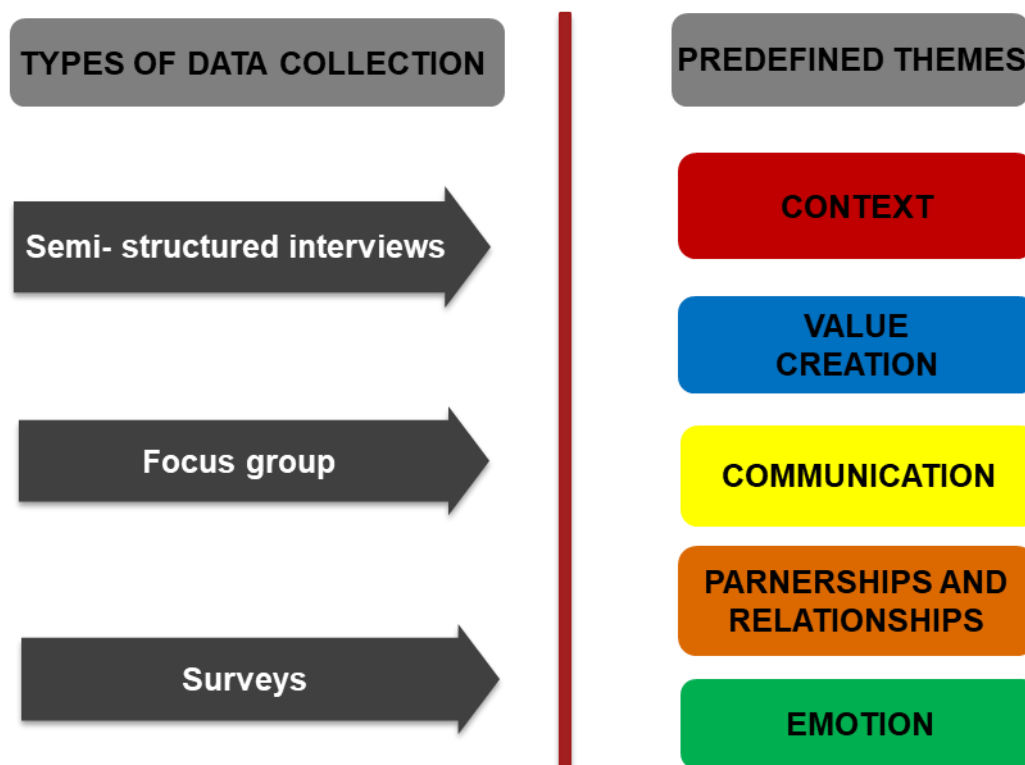 TYPES OF DATA COLLECTION
Semi- structured interviews
Focus group
Surveys
PREDEFINED THEMES
CONTEXT
VALUE
CREATION
COMMUNICATION
PARNERSHIPS AND
RELATIONSHIPS
EMOTION